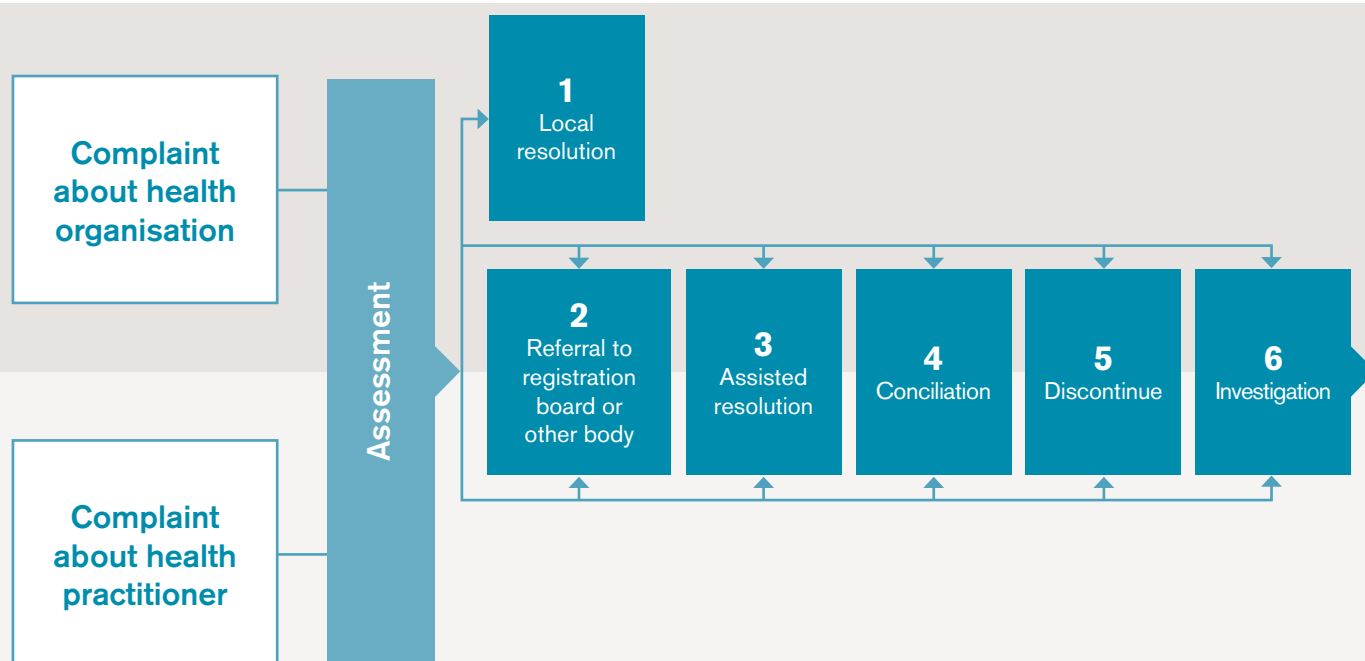 Complaint
about health
organisation
Complaint
about health
practitioner
Assessment
1
Local
resolution
2
Referral to
registration
board or
other body
3
Assisted
resolution
4
Conciliation
5
Discontinue
6
Investigation